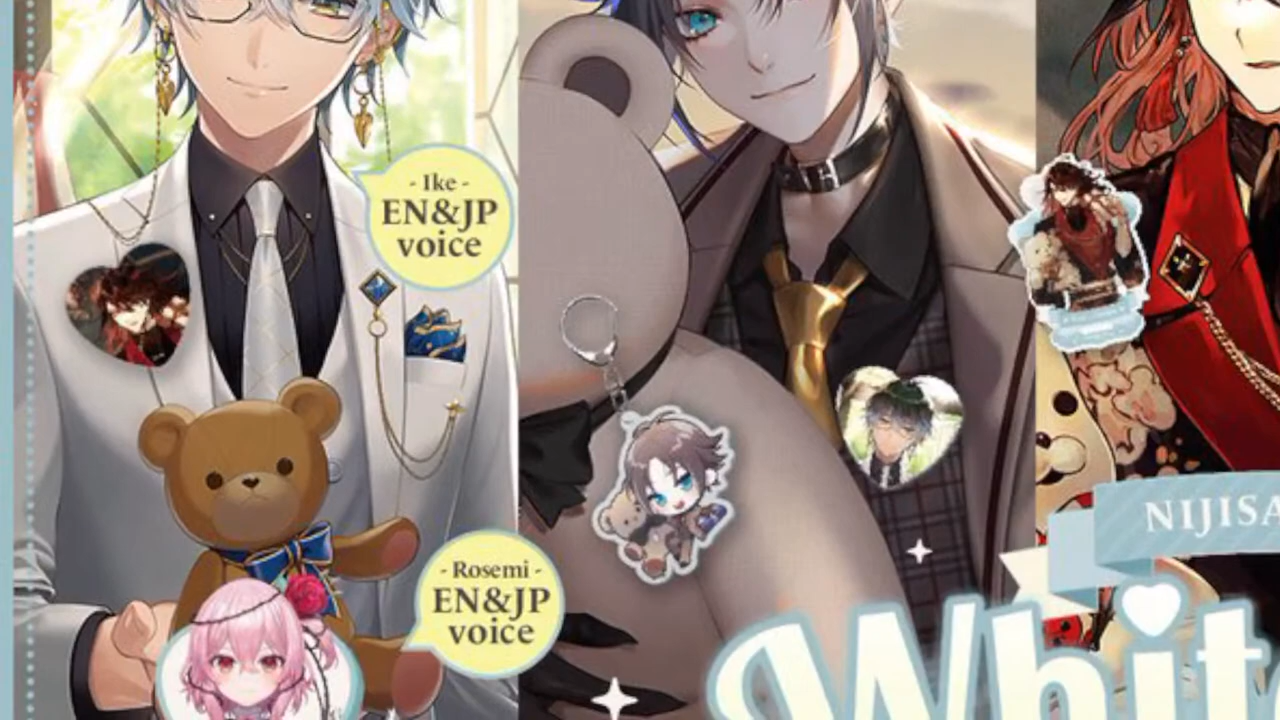 - Ike -
EN&JP
voice
- Rosemi -
EN&JP
voice
NIJISA
Whit